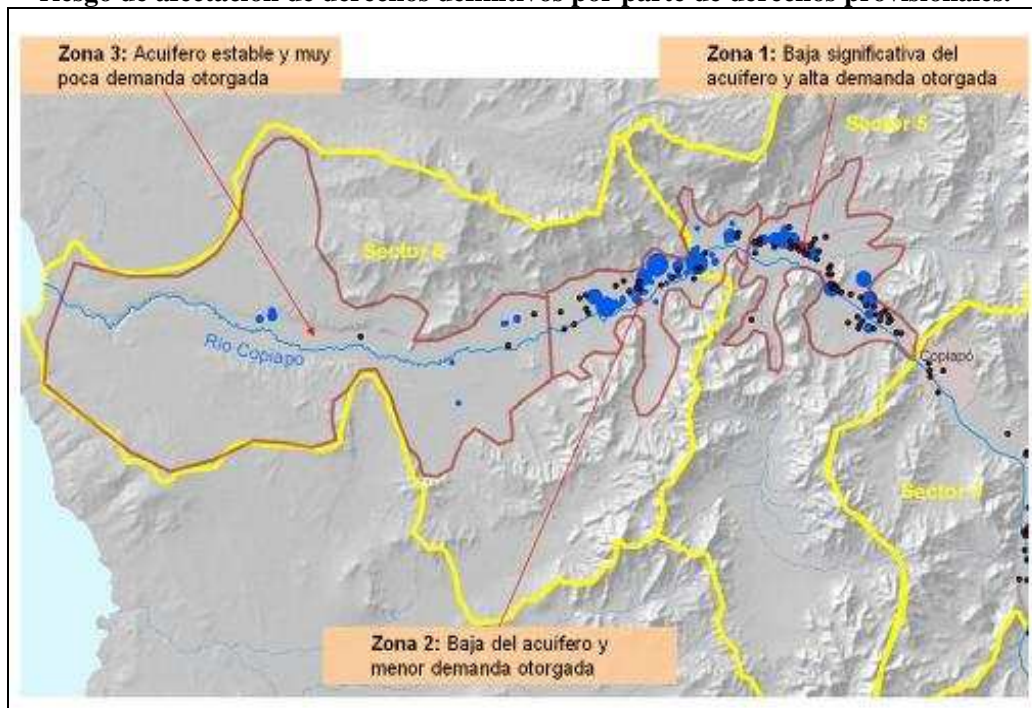 Riesgo de afectación de derechos definitivos por parte de derechos provisionales.
Zona 3: Acuífero estable y muy
poca demanda otorgada
Zona 1: Baja significativa del
acuífero y alta demanda otorgada
Sector 5
Sector 6
Río Copiapó
Copiapó
Sector
Zona 2: Baja del acuífero y
menor demanda otorgada